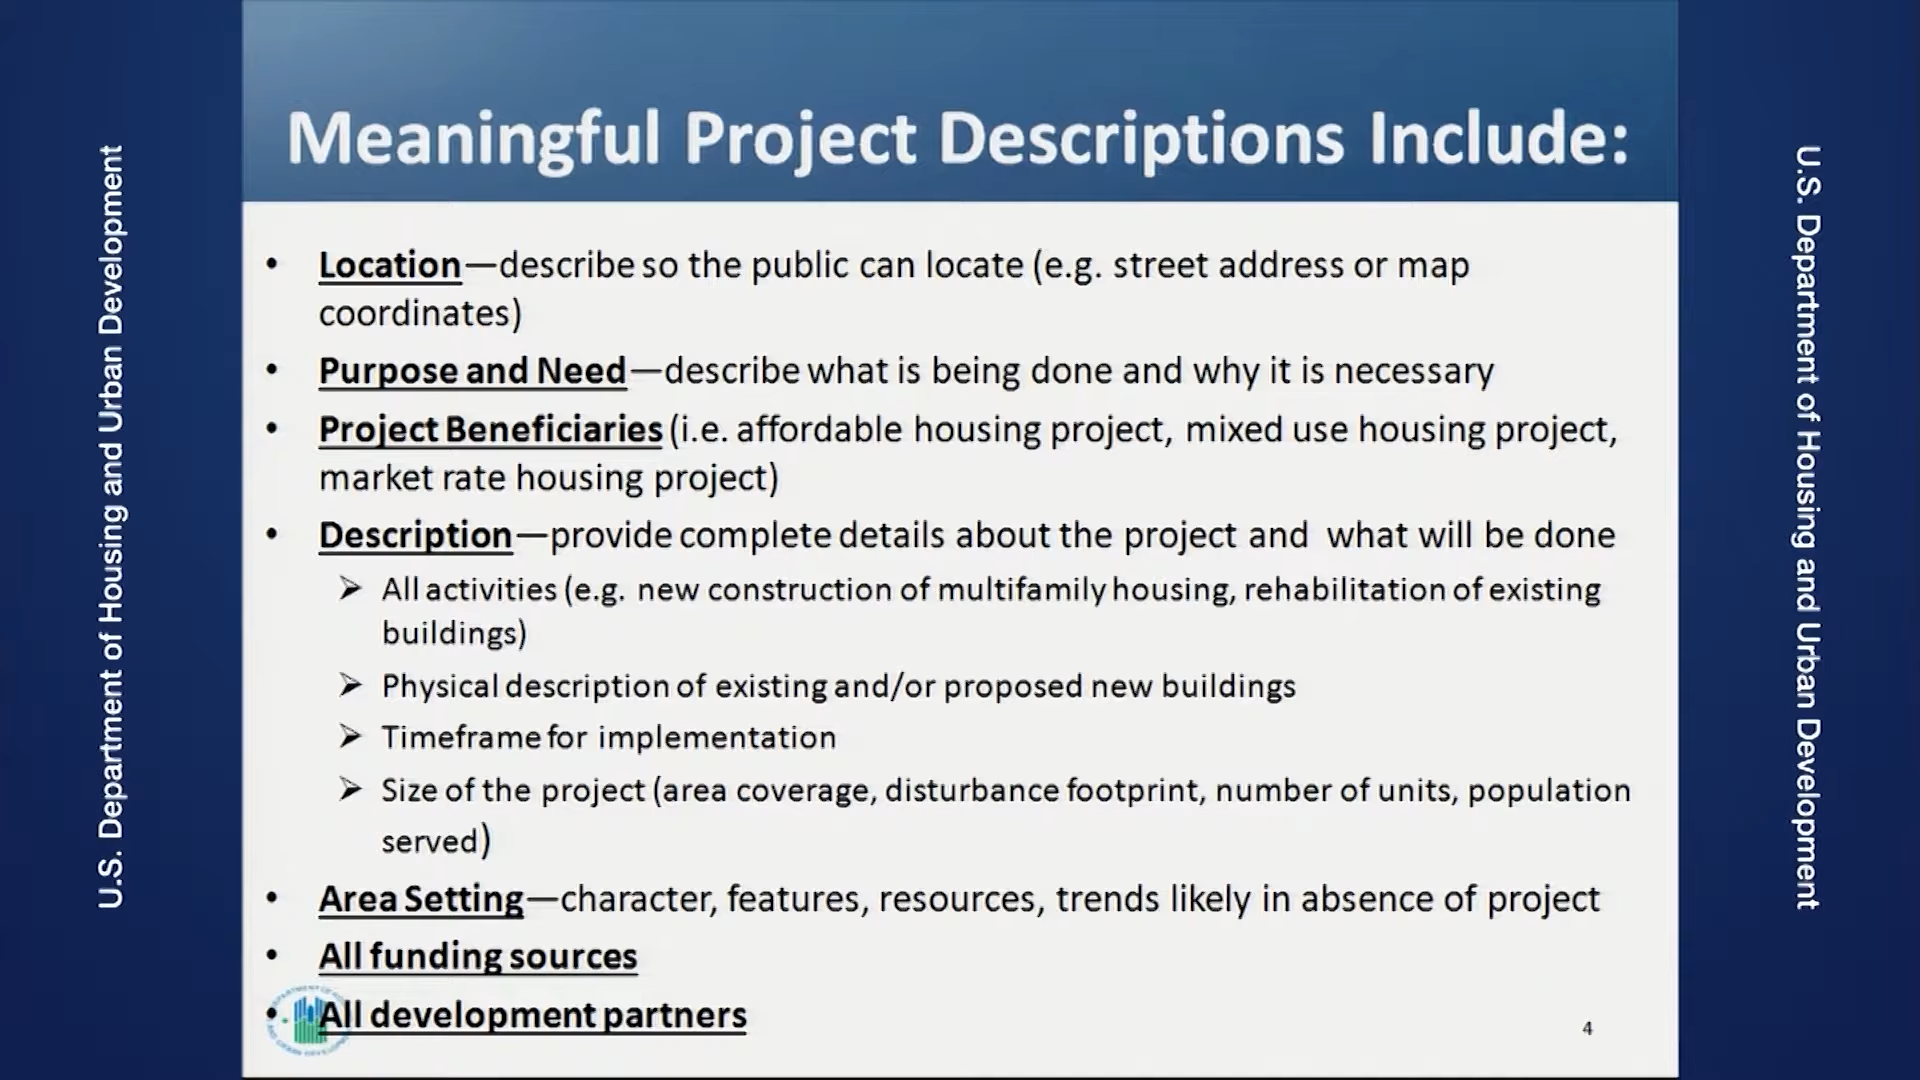 U.S. Department of Housing and Urban Development
Meaningful Project Descriptions Include:
• Location—describe so the public can locate (e.g. street address or map
coordinates)
• Purpose and Need—describe what is being done and why it is necessary
• Project Beneficiaries (i.e. affordable housing project, mixed use housing project,
market rate housing project)
• Description—provide complete details about the project and what will be done
➢ All activities (e.g. new construction of multifamily housing, rehabilitation of existing
buildings)
➢ Physical description of existing and/or proposed new buildings
➢ Timeframe for implementation
➢ Size of the project (area coverage, disturbance footprint, number of units, population
served)
• Area Setting—character, features, resources, trends likely in absence of project
• All funding sources
• All development partners
4
U.S. Department of Housing and Urban Development